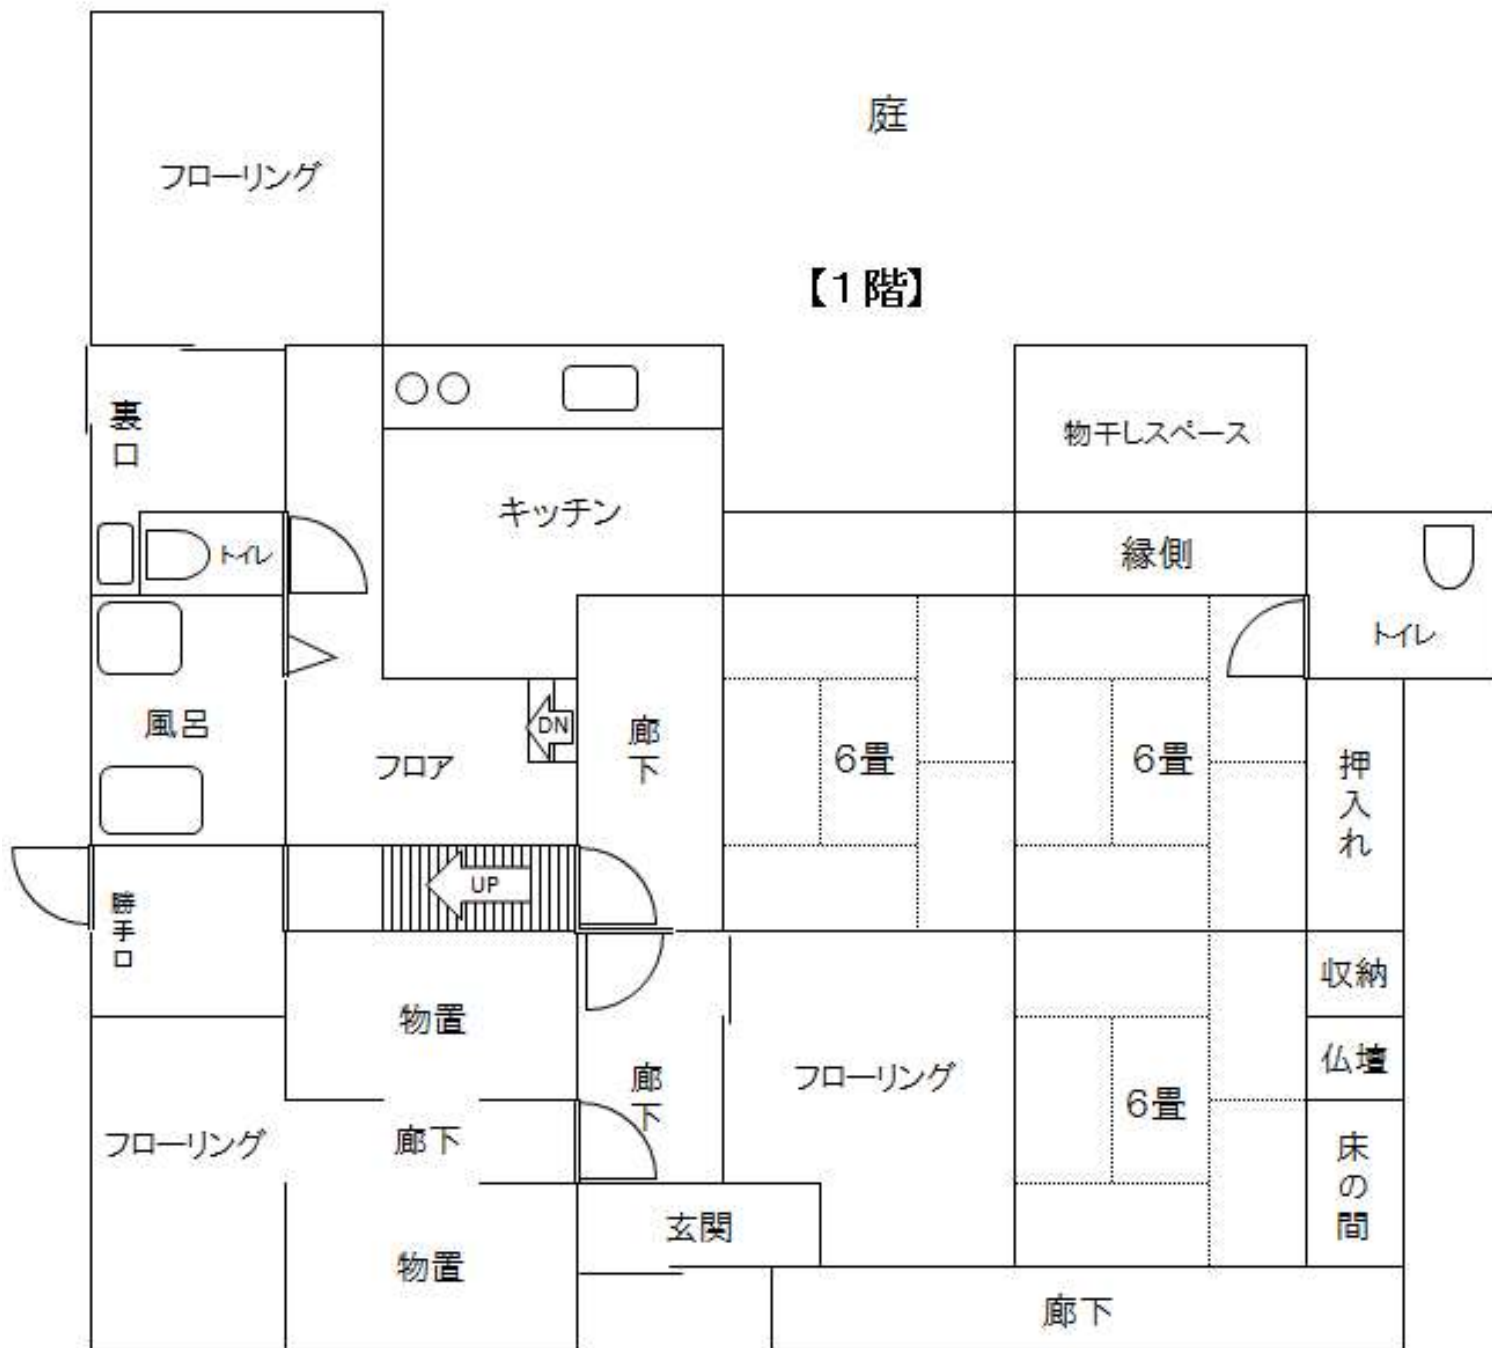 庭
フローリング
【1階】
裏口
物干しスペース
キッチン
トイレ
縁側
トイレ
風呂
フロア
DN
廊下
6畳
6畳
押入れ
UP
勝手口
物置
収納
廊下
フローリング
仏壇
6畳
フローリング
廊下
床の間
玄関
物置
廊下